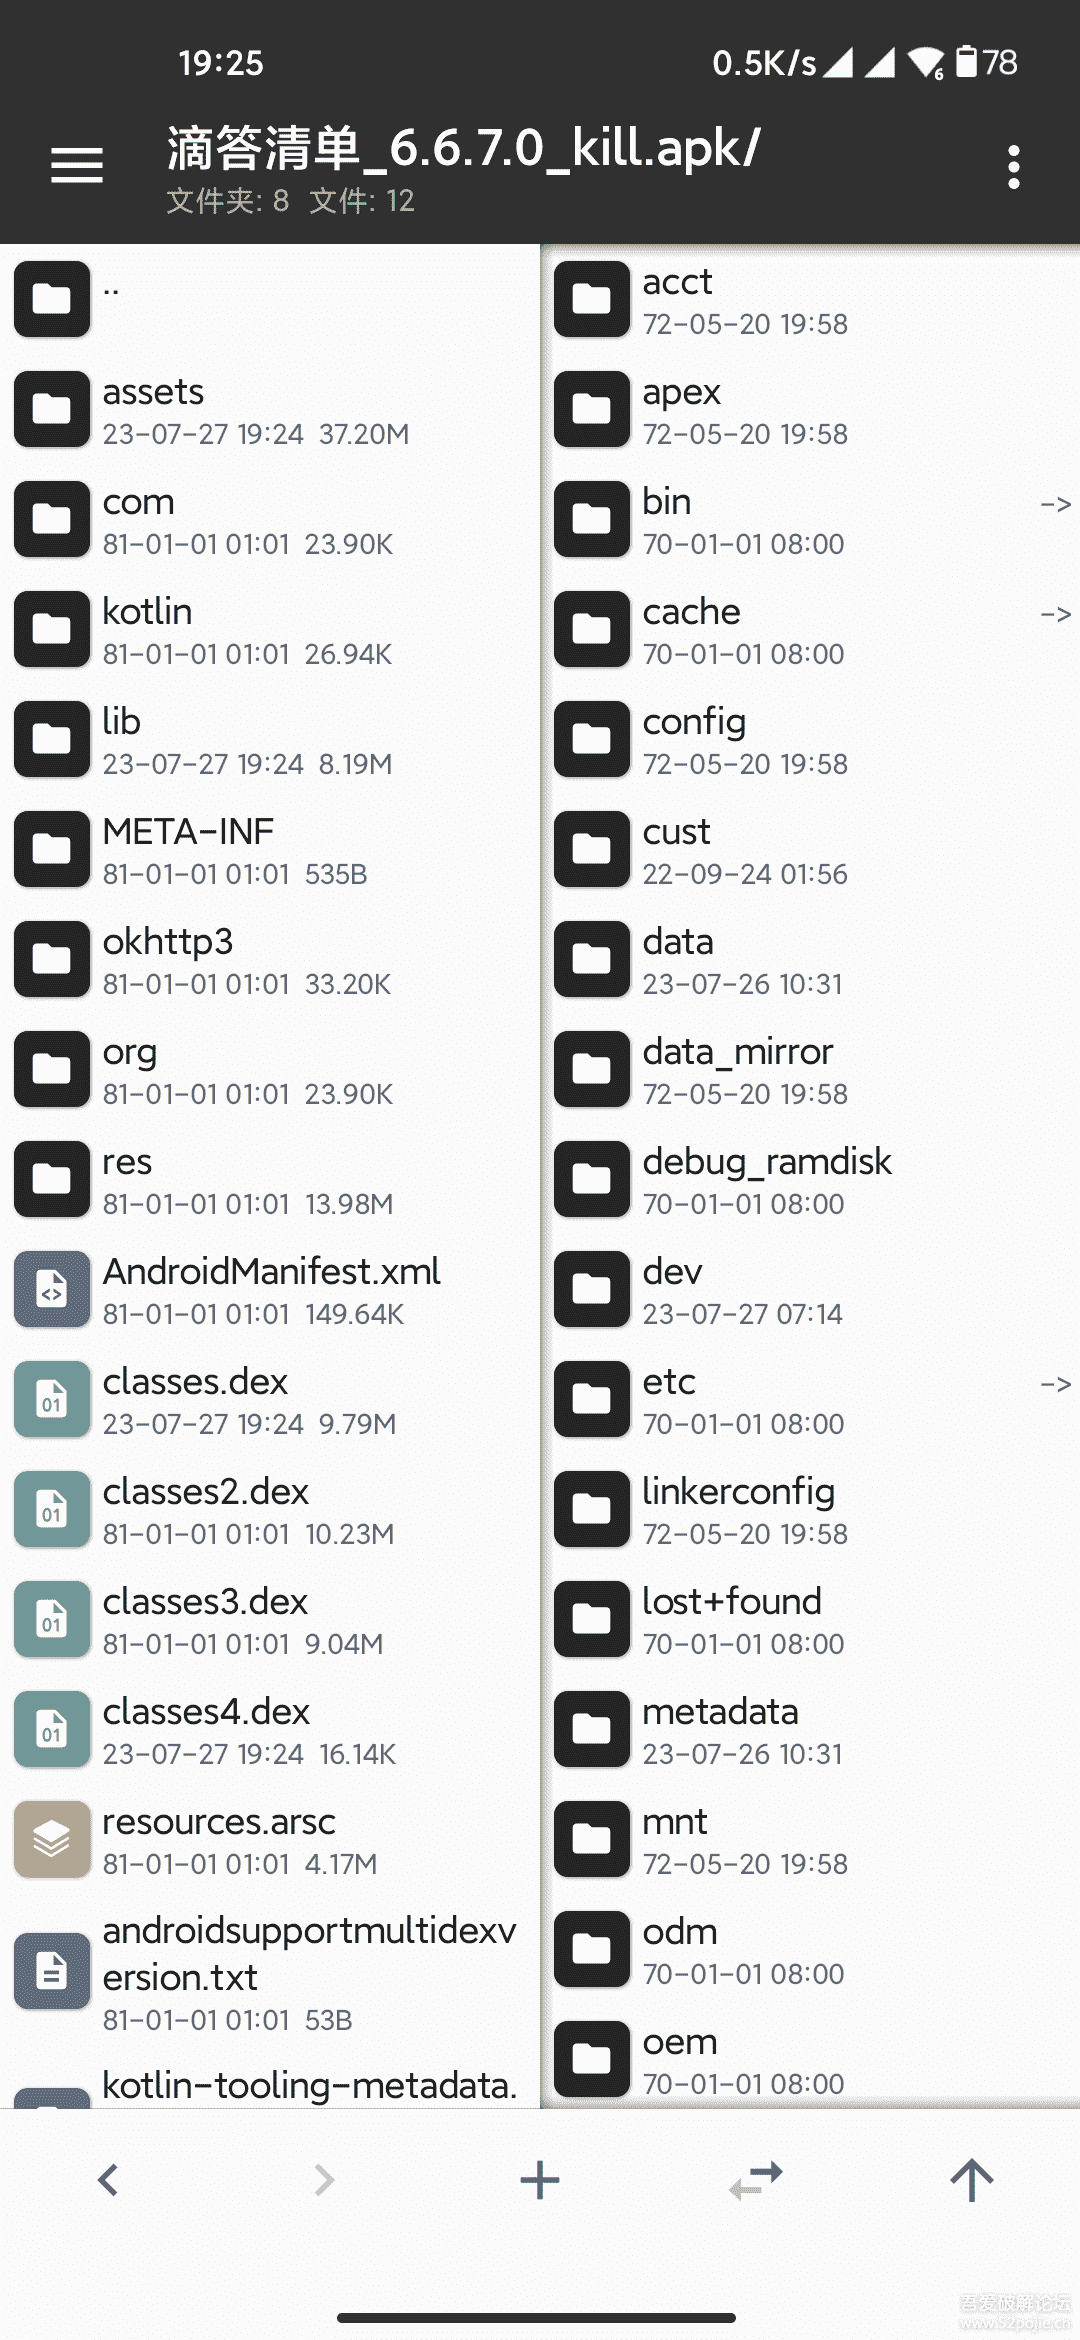 19:25
0.5K/s 6 78
滴答清单_6.6.7.0_kill.apk/
文件夹: 8 文件: 12
..
assets
23-07-27 19:24 37.20M
com
81-01-01 01:01 23.90K
kotlin
81-01-01 01:01 26.94K
lib
23-07-27 19:24 8.19M
META-INF
81-01-01 01:01 535B
okhttp3
81-01-01 01:01 33.20K
org
81-01-01 01:01 23.90K
res
81-01-01 01:01 13.98M
AndroidManifest.xml
81-01-01 01:01 149.64K
classes.dex
23-07-27 19:24 9.79M
classes2.dex
81-01-01 01:01 10.23M
classes3.dex
81-01-01 01:01 9.04M
classes4.dex
23-07-27 19:24 16.14K
resources.arsc
81-01-01 01:01 4.17M
androidsupportmultidexv
ersion.txt
81-01-01 01:01 53B
kotlin-tooling-metadata.
acct
72-05-20 19:58
apex
72-05-20 19:58
bin ->
70-01-01 08:00
cache ->
70-01-01 08:00
config
72-05-20 19:58
cust
22-09-24 01:56
data
23-07-26 10:31
data_mirror
72-05-20 19:58
debug_ramdisk
70-01-01 08:00
dev
23-07-27 07:14
etc ->
70-01-01 08:00
linkerconfig
72-05-20 19:58
lost+found
70-01-01 08:00
metadata
23-07-26 10:31
mnt
72-05-20 19:58
odm
70-01-01 08:00
oem
70-01-01 08:00
吾爱破解论坛
www.52pojie.cn